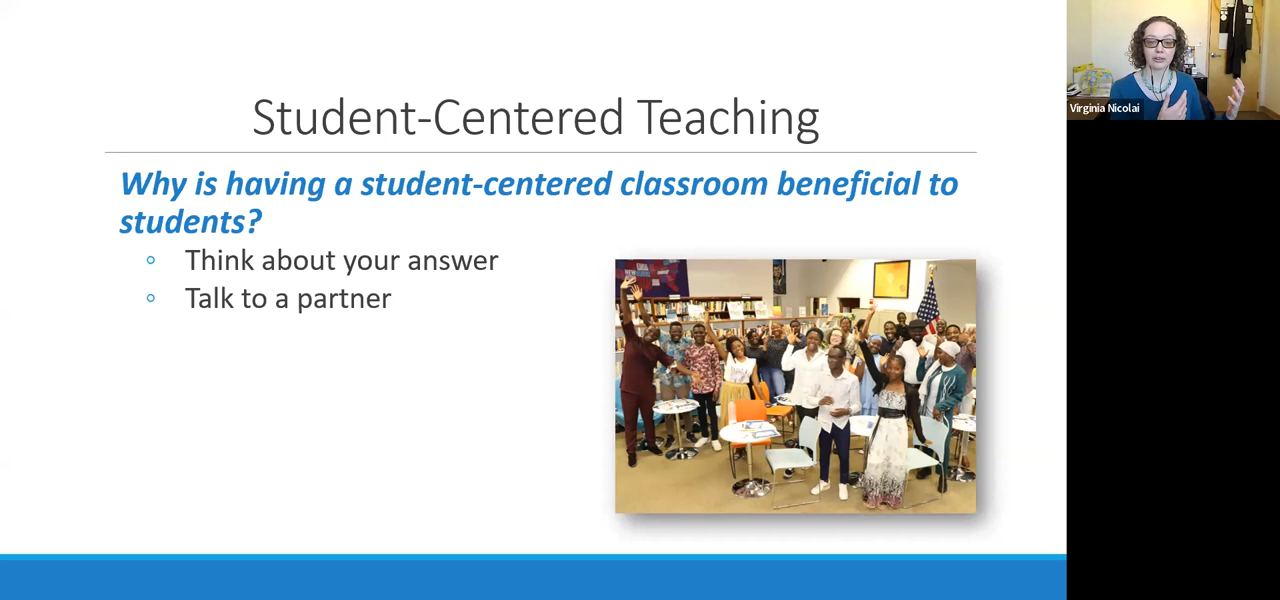 Student-Centered Teaching
Why is having a student-centered classroom beneficial to
students?
Think about your answer
Talk to a partner
Virginia Nicolai